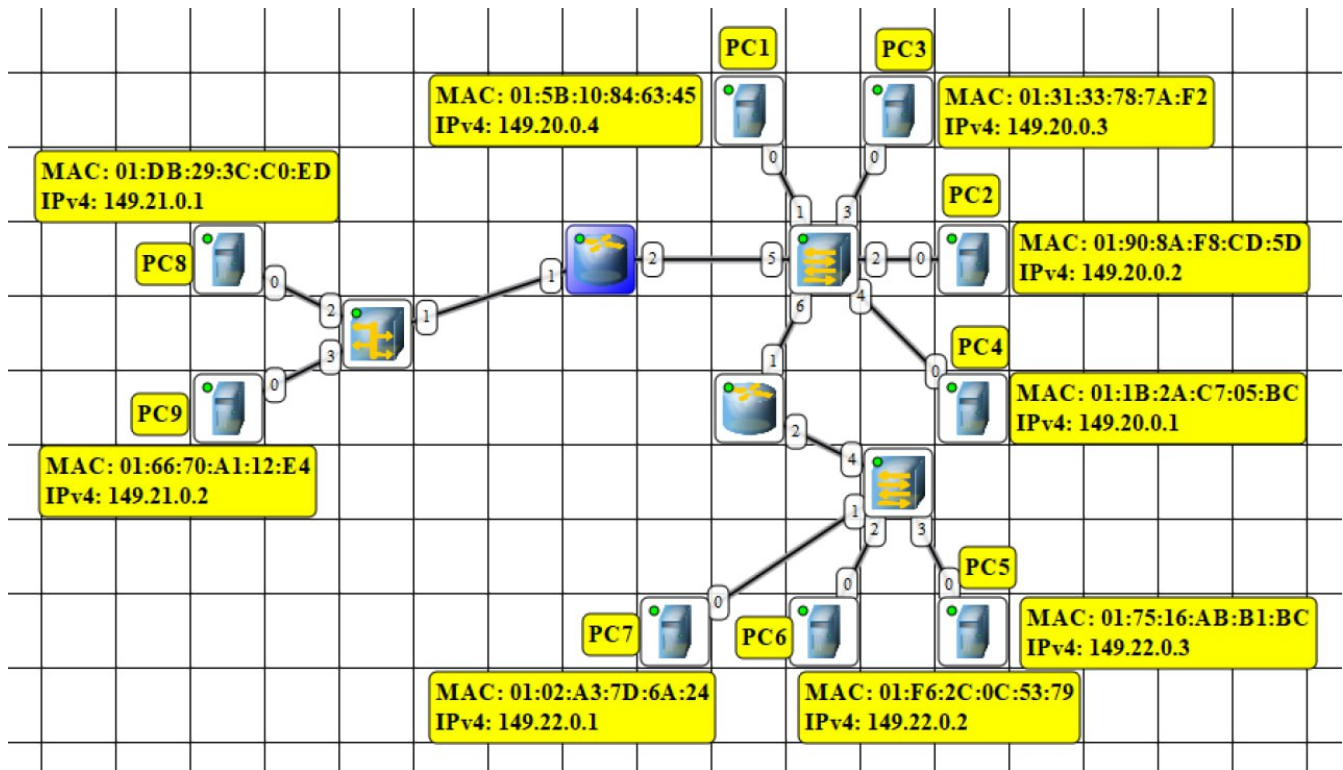 PC1
PC3
MAC: 01:5B:10:84:63:45
IPv4: 149.20.0.4
MAC: 01:31:33:78:7A:F2
IPv4: 149.20.0.3
0
0
MAC: 01:DB:29:3C:C0:ED
IPv4: 149.21.0.1
PC2
1
3
PC8
MAC: 01:90:8A:F8:CD:5D
IPv4: 149.20.0.2
0
1
2
5
2
0
2
1
6
4
3
0
1
0
PC4
PC9
MAC: 01:1B:2A:C7:05:BC
IPv4: 149.20.0.1
2
4
MAC: 01:66:70:A1:12:E4
IPv4: 149.21.0.2
1
2
3
PC5
0
0
0
PC7
PC6
MAC: 01:75:16:AB:B1:BC
IPv4: 149.22.0.3
MAC: 01:02:A3:7D:6A:24
IPv4: 149.22.0.1
MAC: 01:F6:2C:0C:53:79
IPv4: 149.22.0.2